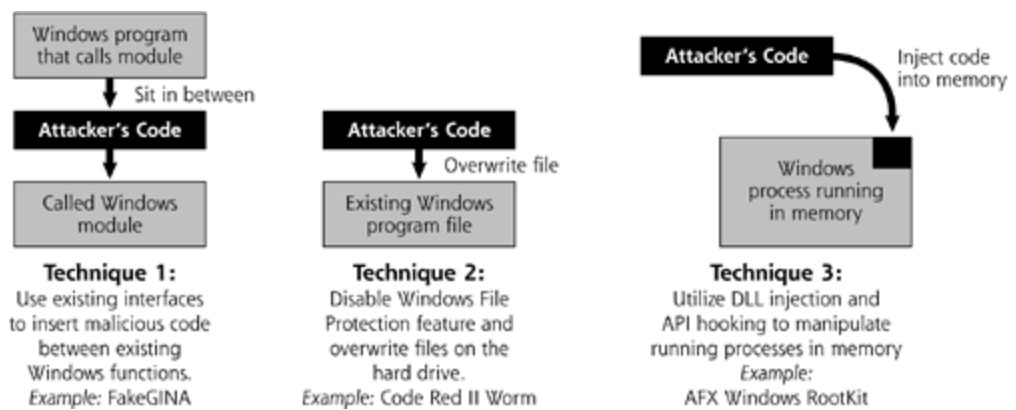 Windows program
that calls module
Sit in between
Attacker's Code
Called Windows
module
Technique 1:
Use existing interfaces
to insert malicious code
between existing
Windows functions.
Example: FakeGINA
Attacker's Code
Overwrite file
Existing Windows
program file
Technique 2:
Disable Windows File
Protection feature and
overwrite files on the
hard drive.
Example: Code Red II Worm
Attacker's Code
Inject code
into memory
Windows
process running
in memory
Technique 3:
Utilize DLL injection and
API hooking to manipulate
running processes in memory
Example:
AFX Windows RootKit